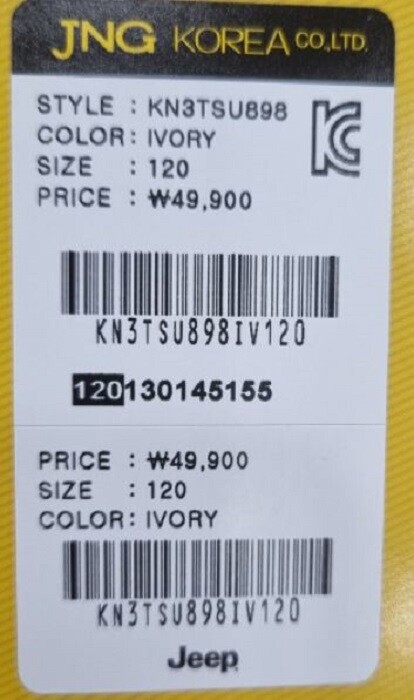 JNG KOREA CO.,LTD.
STYLE : KN3TSU898
COLOR : IVORY
SIZE : 120
PRICE : ₩49,900
KN3TSU898IV120
120130145155
PRICE : ₩49,900
SIZE : 120
COLOR : IVORY
KN3TSU898IV120
Jeep